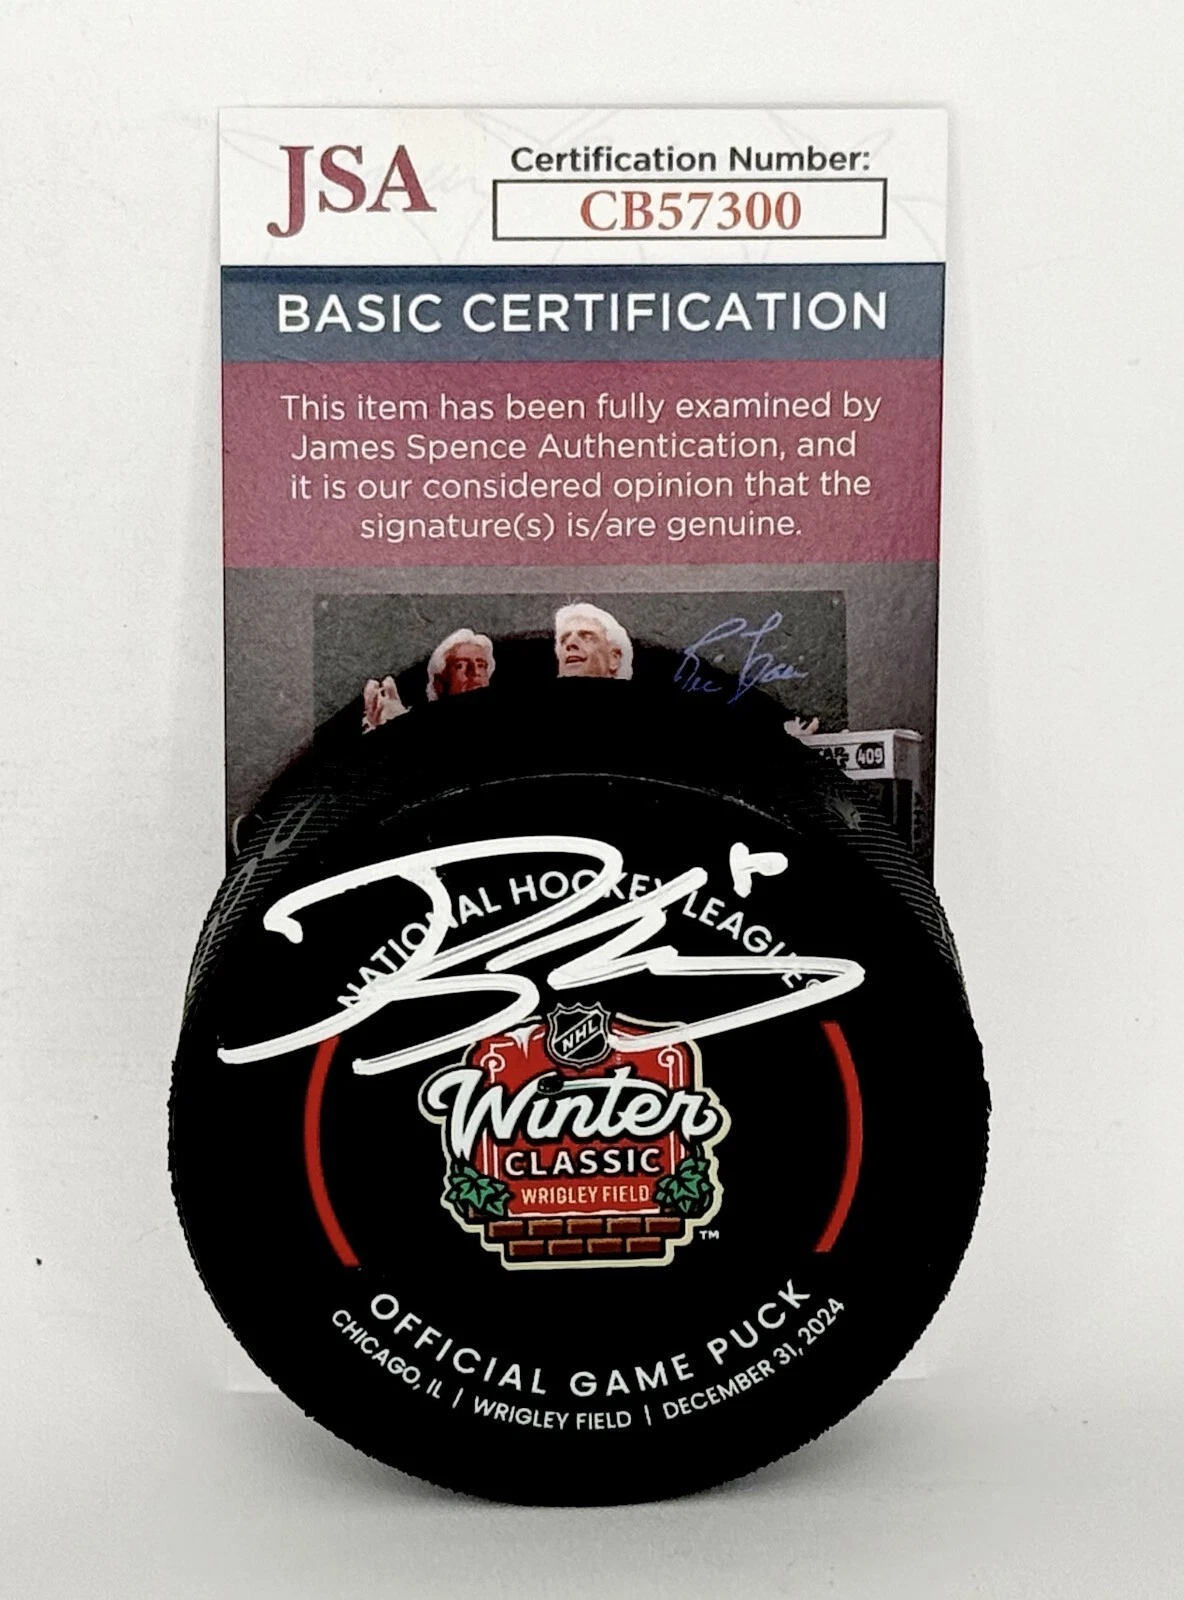 JSA
Certification Number:
CB57300
BASIC CERTIFICATION
This item has been fully examined by
James Spence Authentication, and
it is our considered opinion that the
signature(s) is/are genuine.
Ric Flair
409
NATIONAL HOCKEY LEAGUE
NHL
Winter
CLASSIC
WRIGLEY FIELD
TM
OFFICIAL GAME PUCK
CHICAGO, IL | WRIGLEY FIELD | DECEMBER 31, 2024